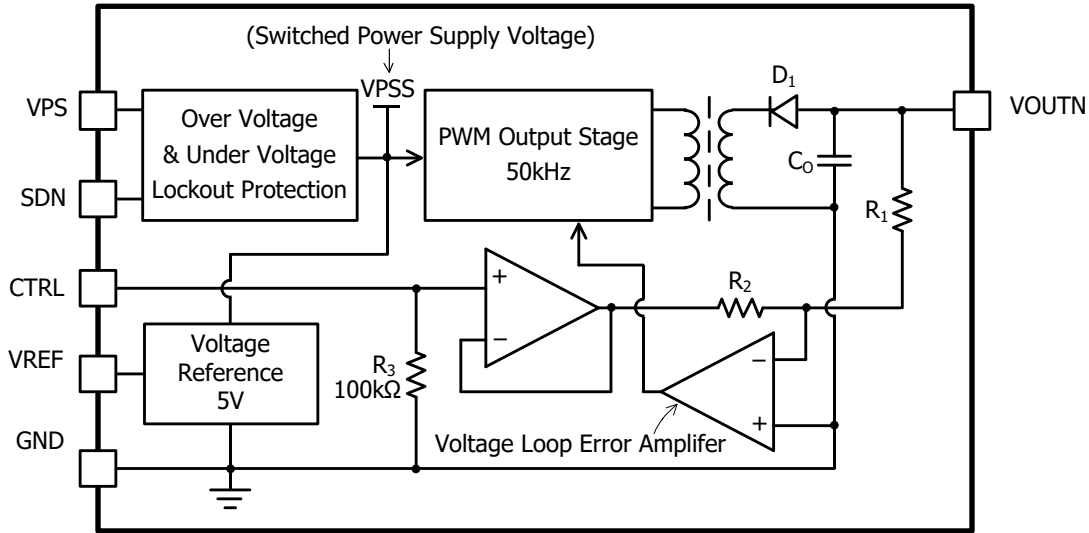 (Switched Power Supply Voltage)
VPSS
VPS
SDN
CTRL
VREF
GND
Over Voltage
& Under Voltage
Lockout Protection
PWM Output Stage
50kHz
D1
CO
R1
VOUTN
R2
+
−
R3
100kΩ
Voltage
Reference
5V
−
+
Voltage Loop Error Amplifer